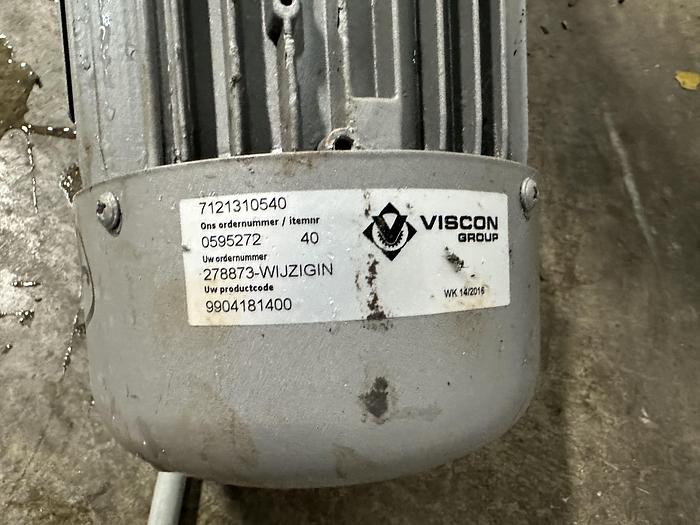 7121310540
Ons ordernummer / itemnr
0595272 40
Uw ordernummer
278873-WIJZIGIN
Uw productcode
9904181400
VISCON
GROUP
WK 14/2016